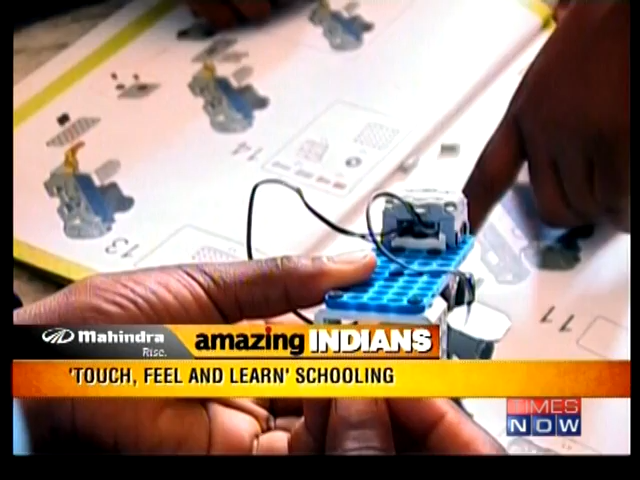 14
13
11
Mahindra
Rise.
amazing INDIANS
'TOUCH, FEEL AND LEARN' SCHOOLING
TIMES
NOW